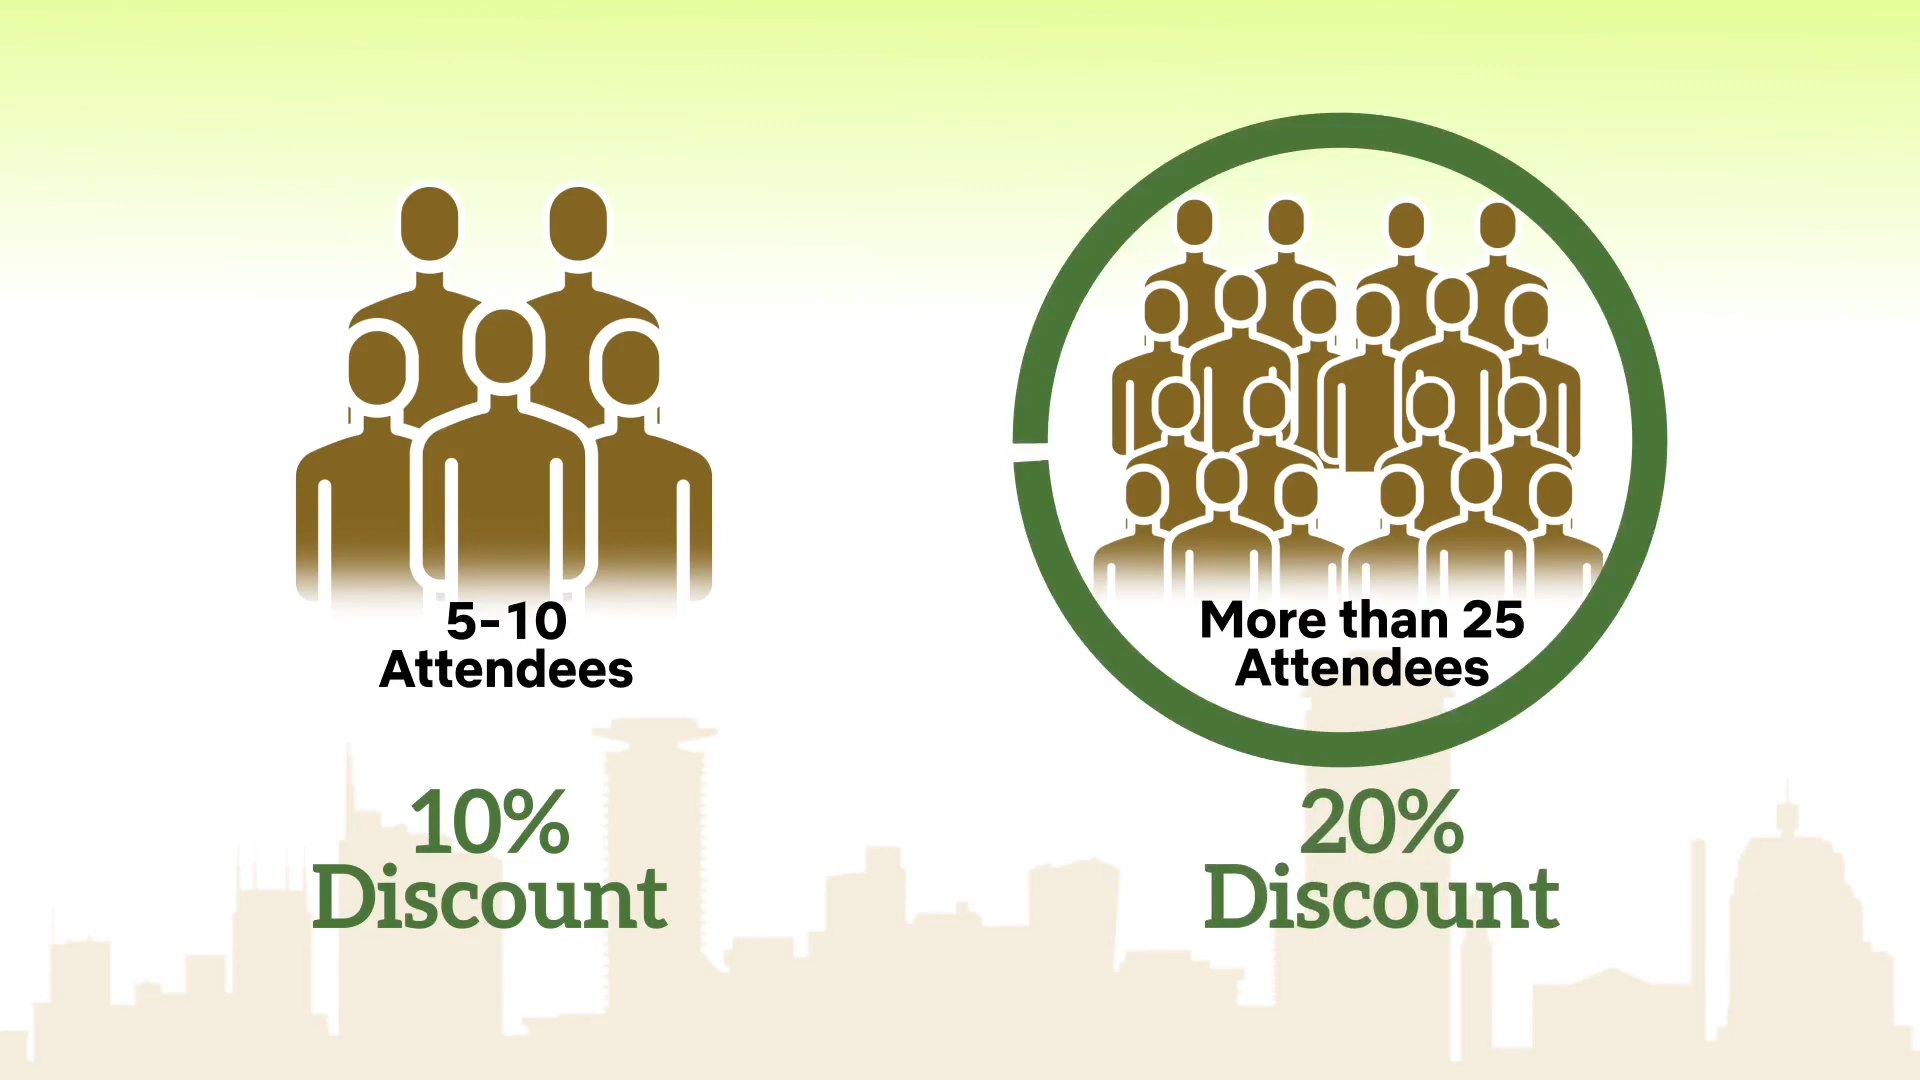 5-10
Attendees
10%
Discount
More than 25
Attendees
20%
Discount